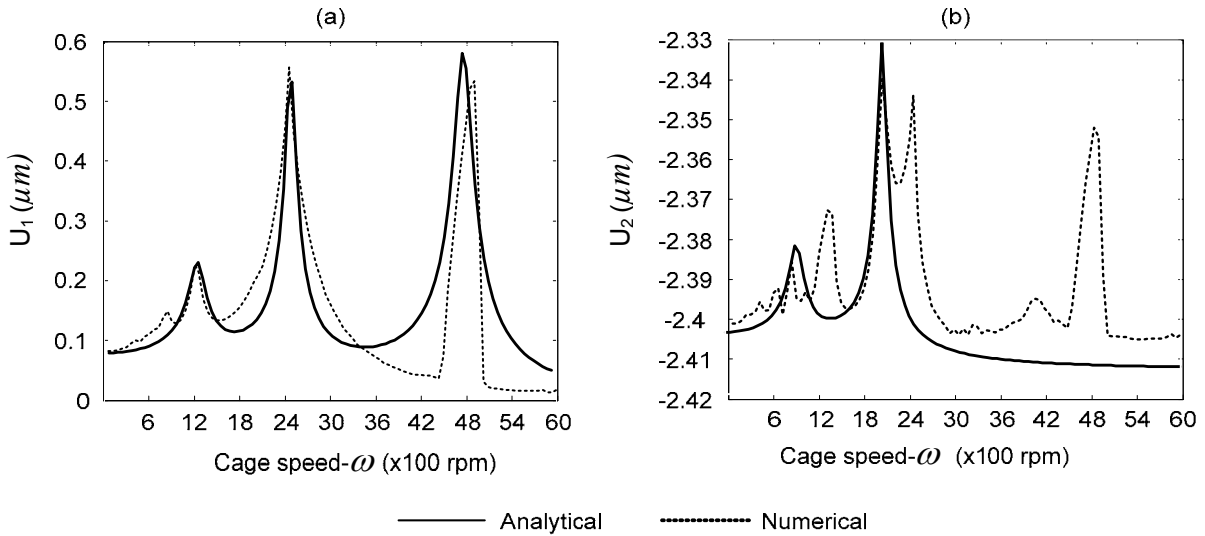 (a)
0.6
0.5
0.4
0.3
0.2
0.1
0
U1 (μm)
6 12 18 24 30 36 42 48 54 60
Cage speed-ω (x100 rpm)
(b)
-2.33
-2.34
-2.35
-2.36
-2.37
-2.38
-2.39
-2.4
-2.41
-2.42
U2 (μm)
6 12 18 24 30 36 42 48 54 60
Cage speed-ω (x100 rpm)
Analytical
Numerical